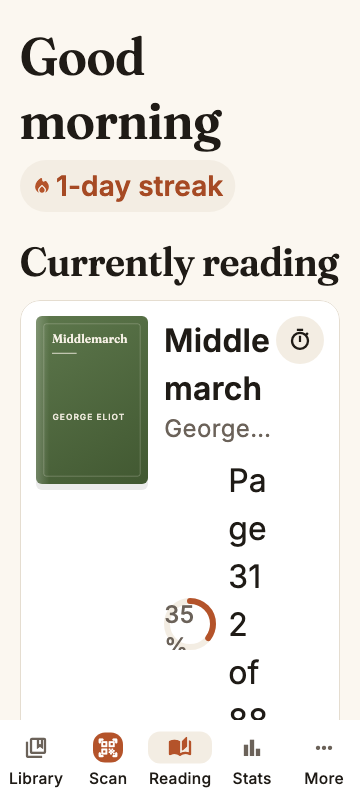 Good
morning
1-day streak
Currently reading
Middlemarch
GEORGE ELIOT
Middle
march
George...
35
%
Pa
ge
31
2
of
88
Library
Scan
Reading
Stats
More